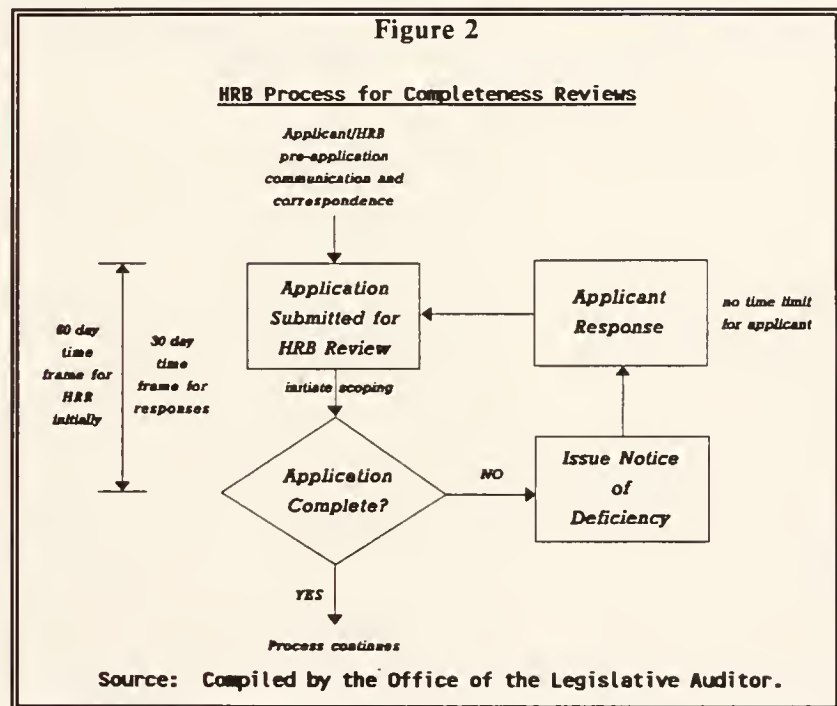 Figure 2
HRB Process for Completeness Reviews
Applicant/HRB
pre-application
communication and
correspondence
Application
Submitted for
HRB Review
Applicant
Response
no time limit
for applicant
60 day
time
frame for
HRR
initially
30 day
time
frame for
responses
initiate scoping
Application
Complete?
NO
Issue Notice
of
Deficiency
YES
Process continues
Source: Compiled by the Office of the Legislative Auditor.